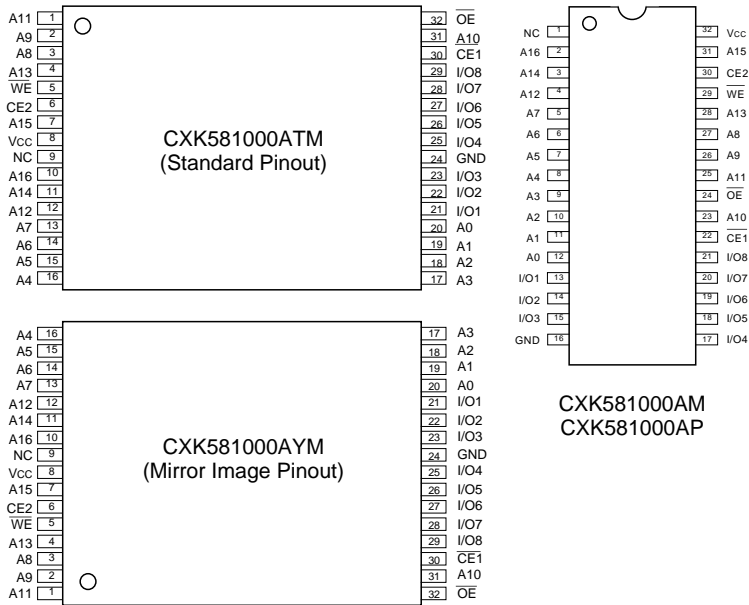 A11 1 32 O̅E̅
A9 2 31 A10
A8 3 30 C̅E̅1̅
A13 4 29 I/O8
W̅E̅ 5 28 I/O7
CE2 6 27 I/O6
A15 7 26 I/O5
Vcc 8 25 I/O4
NC 9 24 GND
A16 10 23 I/O3
A14 11 22 I/O2
A12 12 21 I/O1
A7 13 20 A0
A6 14 19 A1
A5 15 18 A2
A4 16 17 A3
CXK581000ATM
(Standard Pinout)
NC 1 32 Vcc
A16 2 31 A15
A14 3 30 CE2
A12 4 29 W̅E̅
A7 5 28 A13
A6 6 27 A8
A5 7 26 A9
A4 8 25 A11
A3 9 24 O̅E̅
A2 10 23 A10
A1 11 22 C̅E̅1̅
A0 12 21 I/O8
I/O1 13 20 I/O7
I/O2 14 19 I/O6
I/O3 15 18 I/O5
GND 16 17 I/O4
CXK581000AM
CXK581000AP
A4 16 17 A3
A5 15 18 A2
A6 14 19 A1
A7 13 20 A0
A12 12 21 I/O1
A14 11 22 I/O2
A16 10 23 I/O3
NC 9 24 GND
Vcc 8 25 I/O4
A15 7 26 I/O5
CE2 6 27 I/O6
W̅E̅ 5 28 I/O7
A13 4 29 I/O8
A8 3 30 C̅E̅1̅
A9 2 31 A10
A11 1 32 O̅E̅
CXK581000AYM
(Mirror Image Pinout)